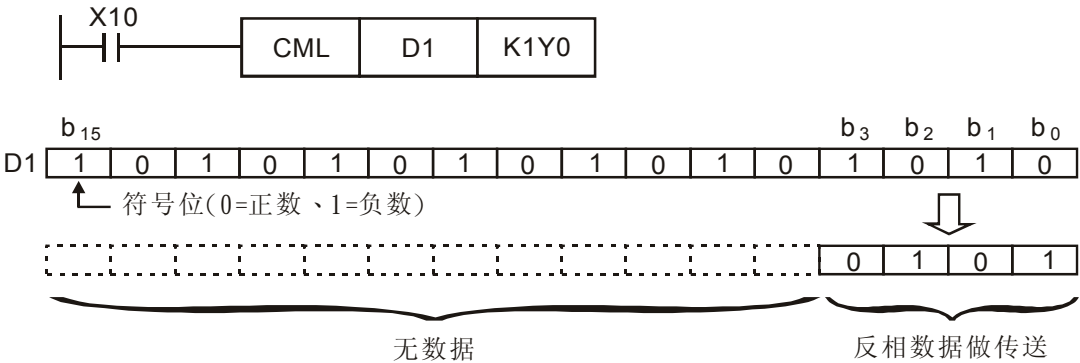 X10
CML D1 K1Y0
b15 b3 b2 b1 b0
D1 1 0 1 0 1 0 1 0 1 0 1 0 1 0 1 0
符号位(0=正数、1=负数)
0 1 0 1
无数据 反相数据做传送